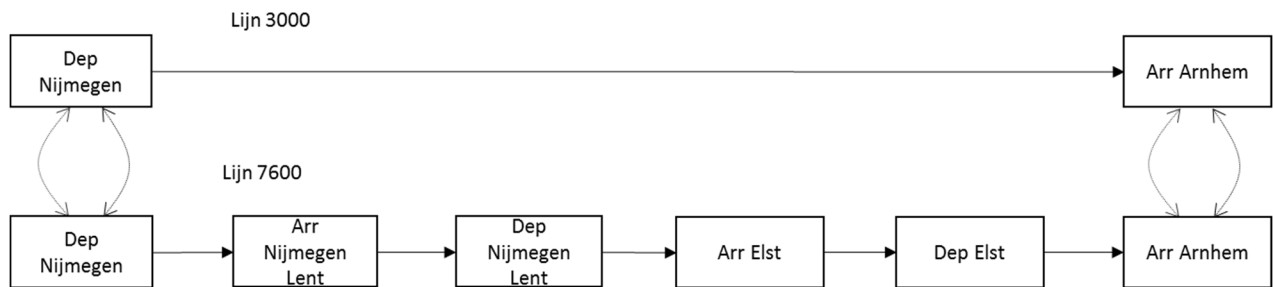 Lijn 3000
Dep
Nijmegen
Arr Arnhem
Lijn 7600
Dep
Nijmegen
Arr
Nijmegen
Lent
Dep
Nijmegen
Lent
Arr Elst
Dep Elst
Arr Arnhem